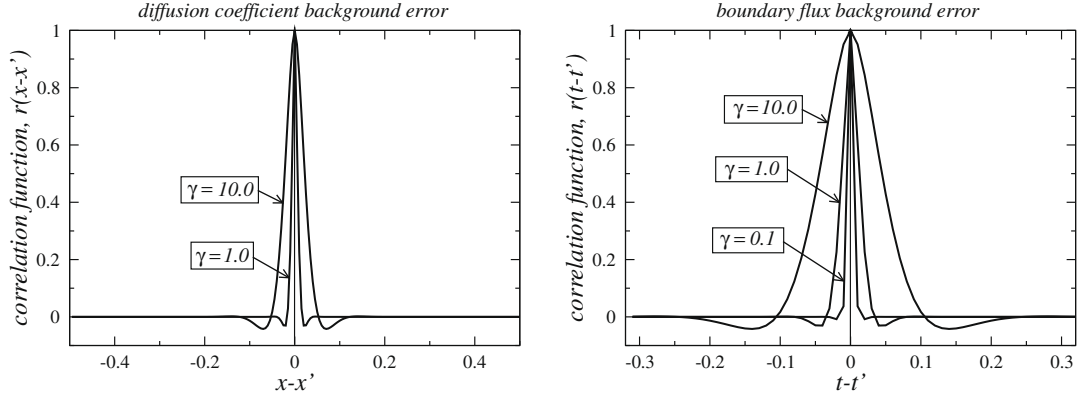 diffusion coefficient background error
correlation function, r(x-x')
1
0.8
0.6
0.4
0.2
0
γ = 10.0
γ = 1.0
-0.4
-0.2
0
0.2
0.4
x-x'
boundary flux background error
correlation function, r(t-t')
1
0.8
0.6
0.4
0.2
0
γ = 10.0
γ = 1.0
γ = 0.1
-0.3
-0.2
-0.1
0
0.1
0.2
0.3
t-t'